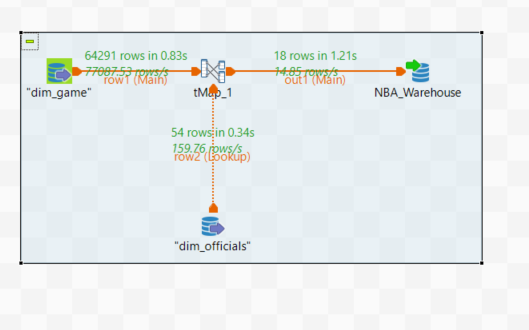 64291 rows in 0.83s
77087.53 rows/s
row1 (Main)
18 rows in 1.21s
14.85 rows/s
out1 (Main)
"dim_game"
tMap_1
NBA_Warehouse
54 rows in 0.34s
159.76 rows/s
row2 (Lookup)
"dim_officials"